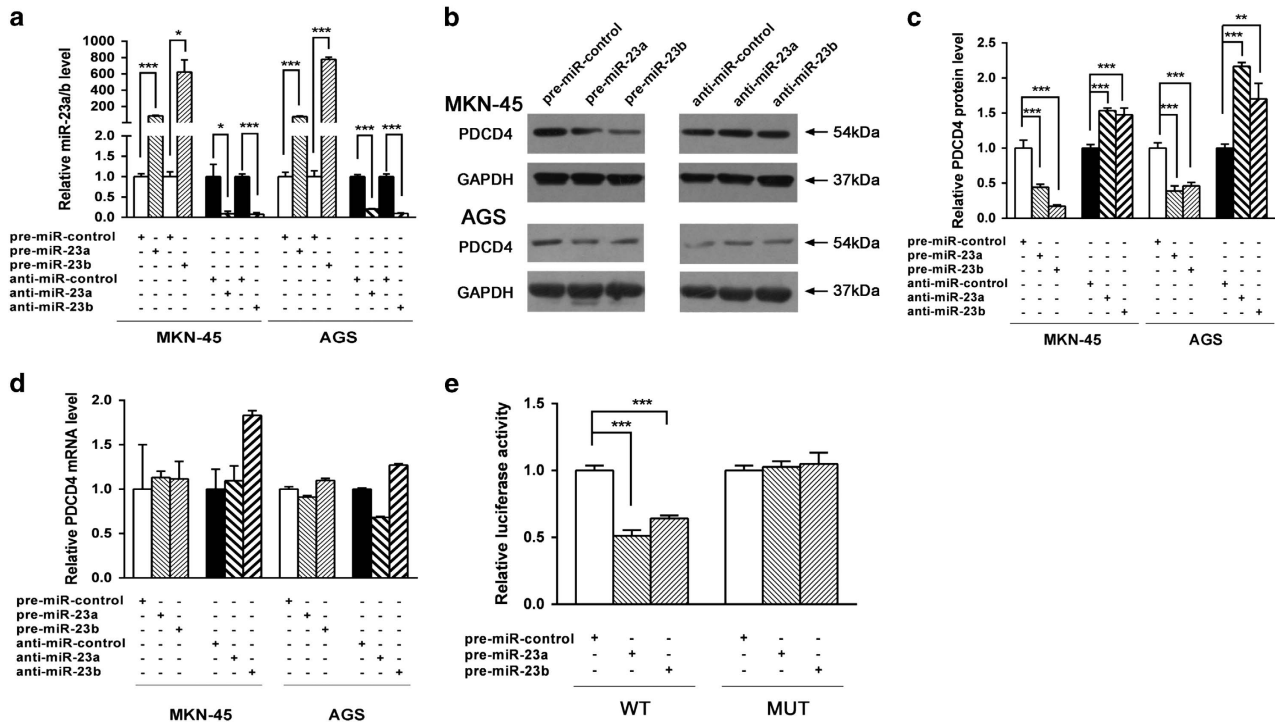 a
Relative miR-23a/b level
1000
800
600
400
200
2.0
1.5
1.0
0.5
0.0
*** * * *** *** * *** ***
pre-miR-control + - + - - - - - + - + - - - - -
pre-miR-23a - + - - - - - - - + - - - - - -
pre-miR-23b - - - + - - - - - - - + - - - -
anti-miR-control - - - - + - + - - - - - + - + -
anti-miR-23a - - - - - + - - - - - - - + - -
anti-miR-23b - - - - - - - + - - - - - - - +
MKN-45 AGS
b
pre-miR-control pre-miR-23a pre-miR-23b anti-miR-control anti-miR-23a anti-miR-23b
MKN-45
PDCD4 54kDa
GAPDH 37kDa
AGS
PDCD4 54kDa
GAPDH 37kDa
c
Relative PDCD4 protein level
2.5
2.0
1.5
1.0
0.5
0.0
*** *** *** *** *** *** *** **
pre-miR-control + - - - - - + - - - - -
pre-miR-23a - + - - - - - + - - - -
pre-miR-23b - - + - - - - - + - - -
anti-miR-control - - - + - - - - - + - -
anti-miR-23a - - - - + - - - - - + -
anti-miR-23b - - - - - + - - - - - +
MKN-45 AGS
d
Relative PDCD4 mRNA level
2.0
1.5
1.0
0.5
0.0
pre-miR-control + - - - - - + - - - - -
pre-miR-23a - + - - - - - + - - - -
pre-miR-23b - - + - - - - - + - - -
anti-miR-control - - - + - - - - - + - -
anti-miR-23a - - - - + - - - - - + -
anti-miR-23b - - - - - + - - - - - +
MKN-45 AGS
e
Relative luciferase activity
1.5
1.0
0.5
0.0
*** ***
pre-miR-control + - - + - -
pre-miR-23a - + - - + -
pre-miR-23b - - + - - +
WT MUT